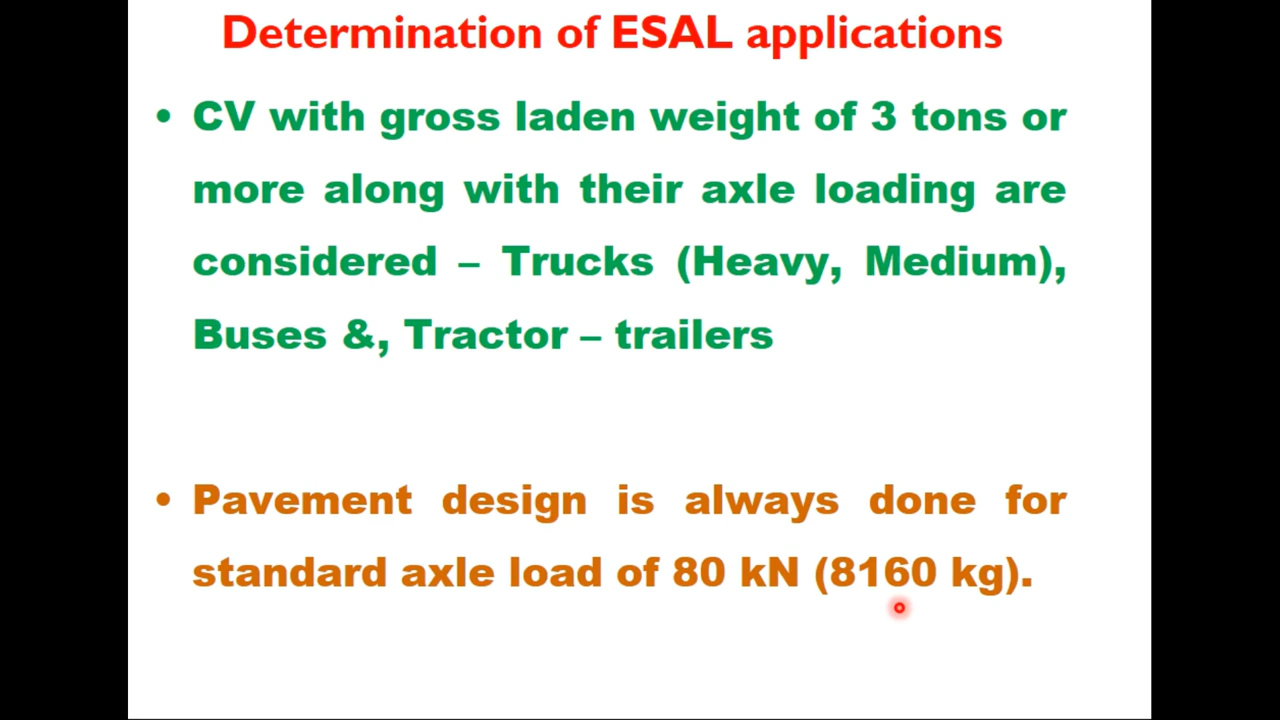 Determination of ESAL applications
• CV with gross laden weight of 3 tons or
more along with their axle loading are
considered – Trucks (Heavy, Medium),
Buses &, Tractor – trailers
• Pavement design is always done for
standard axle load of 80 kN (8160 kg).